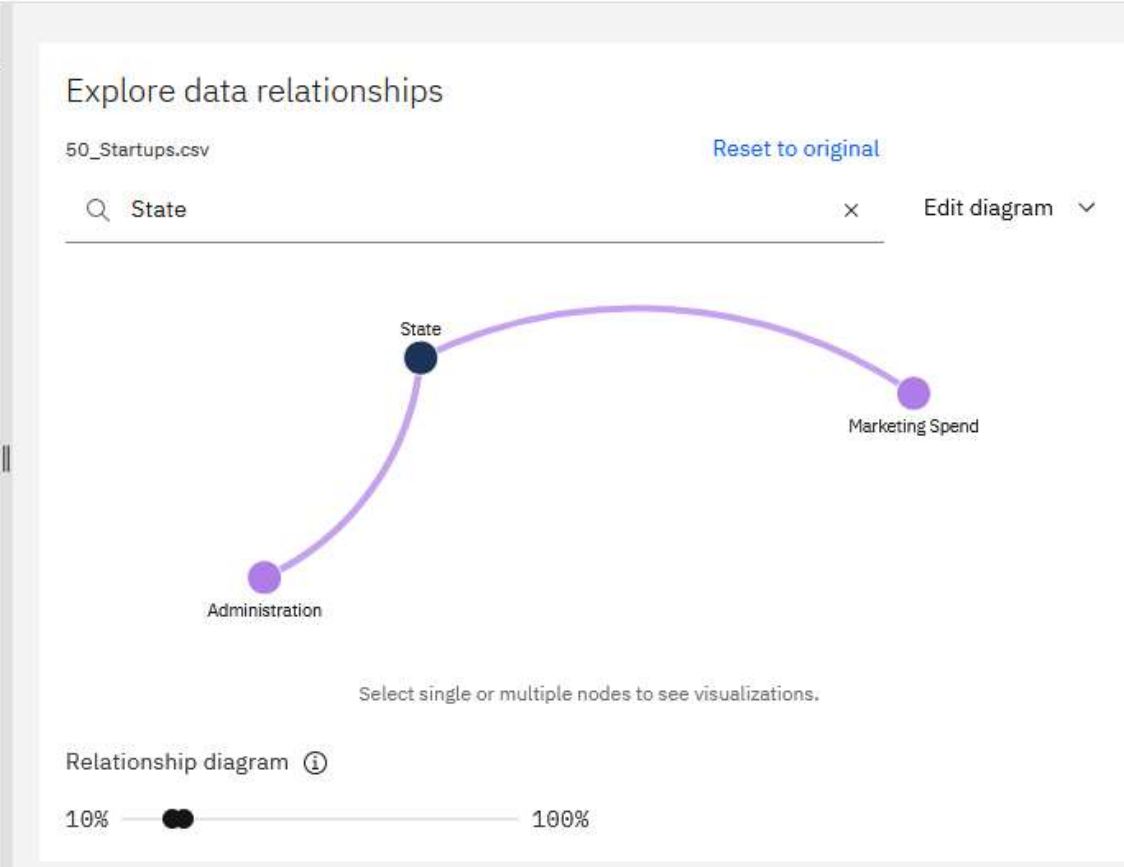 Explore data relationships
50_Startups.csv
Reset to original
State
Edit diagram
State
Marketing Spend
Administration
Select single or multiple nodes to see visualizations.
Relationship diagram
10%
100%